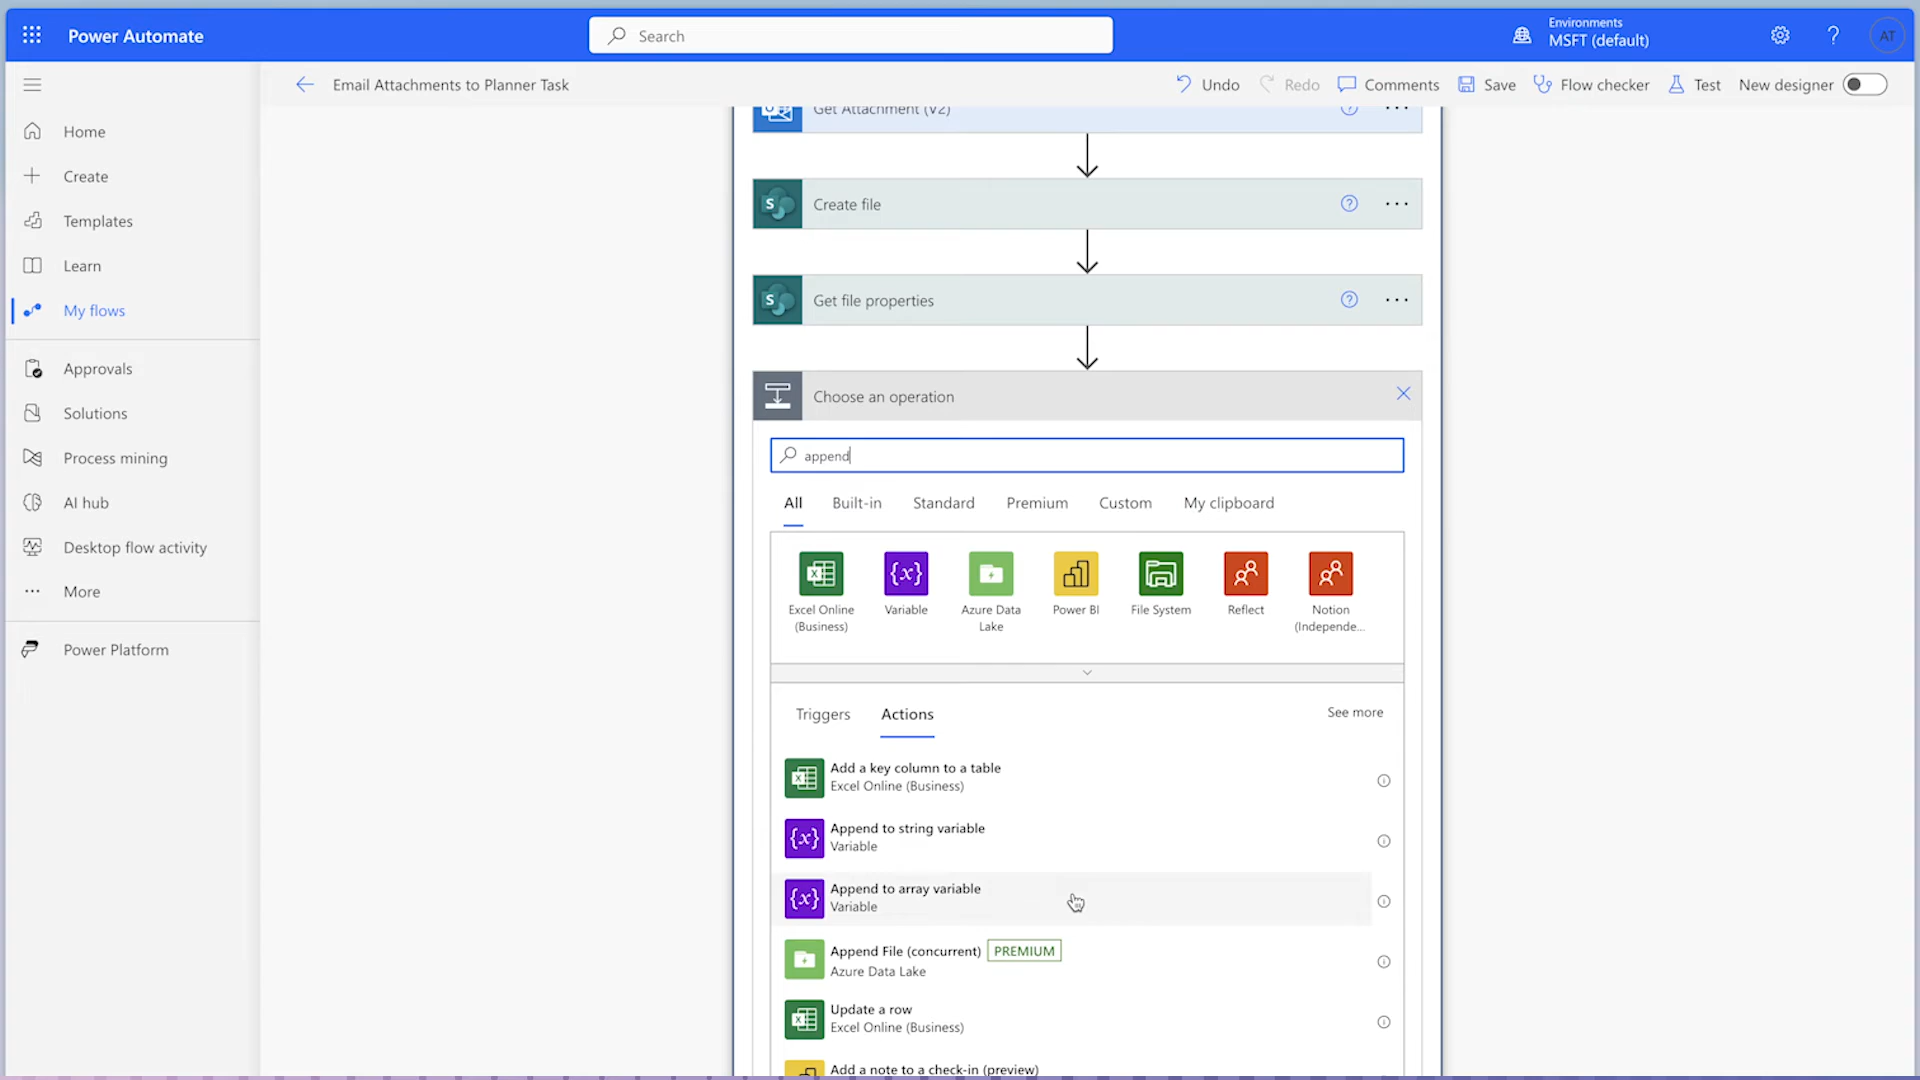 Power Automate
Search
Environments
MSFT (default)
AT
Email Attachments to Planner Task
Undo
Redo
Comments
Save
Flow checker
Test
New designer
Home
Create
Templates
Learn
My flows
Approvals
Solutions
Process mining
AI hub
Desktop flow activity
More
Power Platform
Get Attachment (V2)
Create file
Get file properties
Choose an operation
append
All
Built-in
Standard
Premium
Custom
My clipboard
Excel Online
(Business)
Variable
Azure Data
Lake
Power BI
File System
Reflect
Notion
(Independe...
Triggers
Actions
See more
Add a key column to a table
Excel Online (Business)
Append to string variable
Variable
Append to array variable
Variable
Append File (concurrent) PREMIUM
Azure Data Lake
Update a row
Excel Online (Business)
Add a note to a check-in (preview)